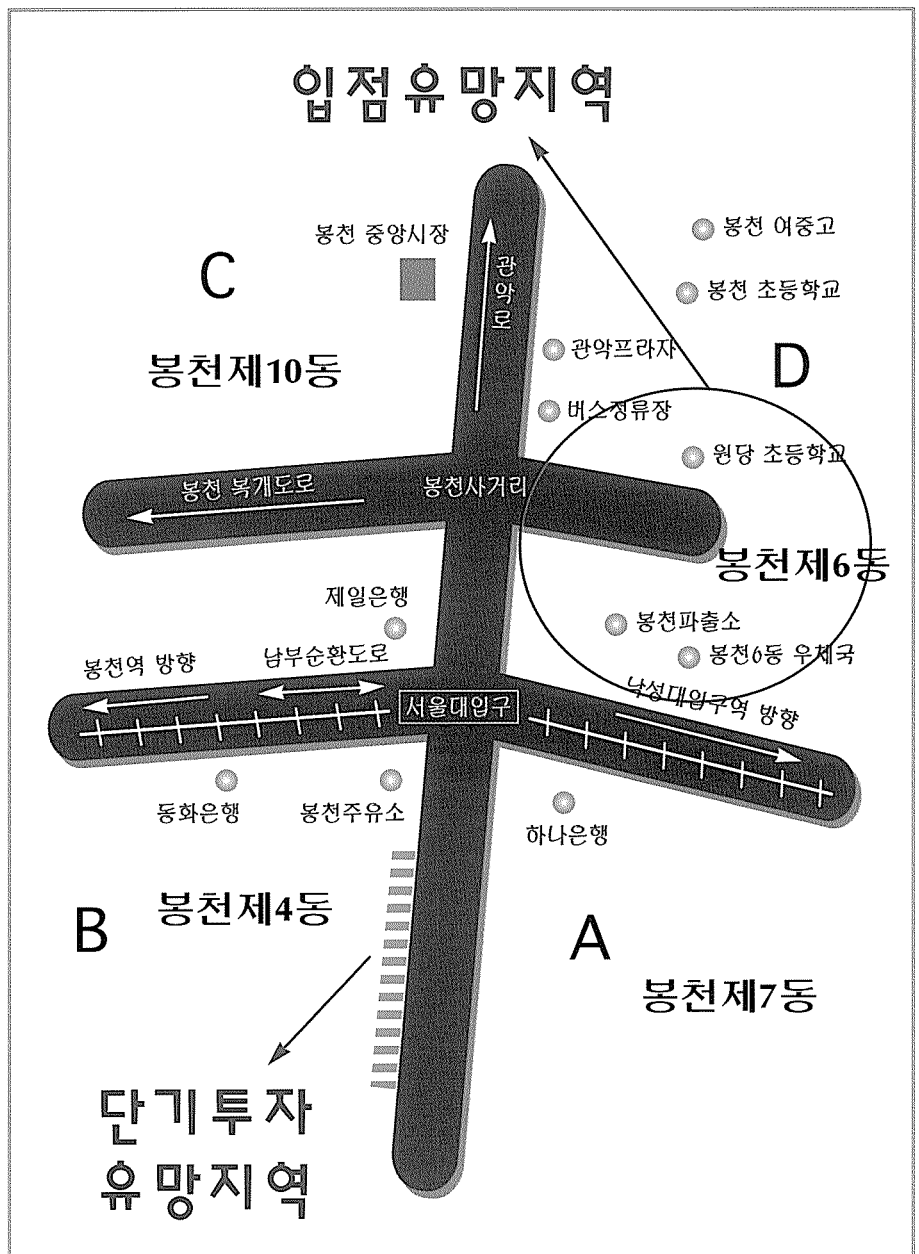 입점유망지역
봉천 중앙시장
봉천 여중고
C
관악로
봉천 초등학교
봉천제10동
관악프라자
D
버스정류장
원당 초등학교
봉천 복개도로
봉천사거리
봉천제6동
제일은행
봉천파출소
봉천6동 우체국
봉천역 방향
남부순환도로
서울대입구
낙성대입구역 방향
동화은행
봉천주유소
하나은행
B
봉천제4동
A
봉천제7동
단기투자
유망지역